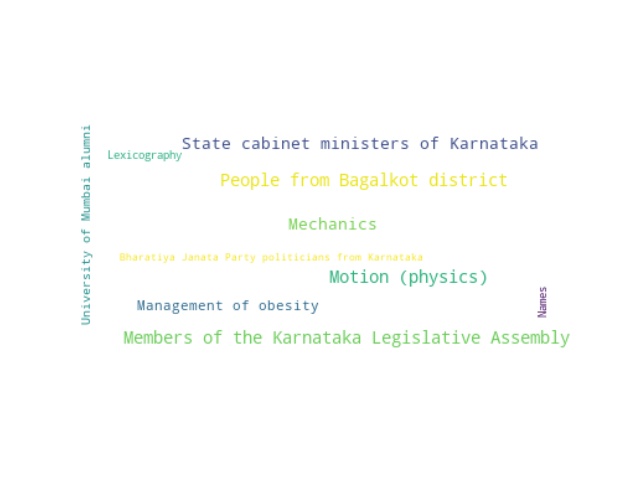 University of Mumbai alumni
State cabinet ministers of Karnataka
Lexicography
People from Bagalkot district
Mechanics
Bharatiya Janata Party politicians from Karnataka
Motion (physics)
Names
Management of obesity
Members of the Karnataka Legislative Assembly